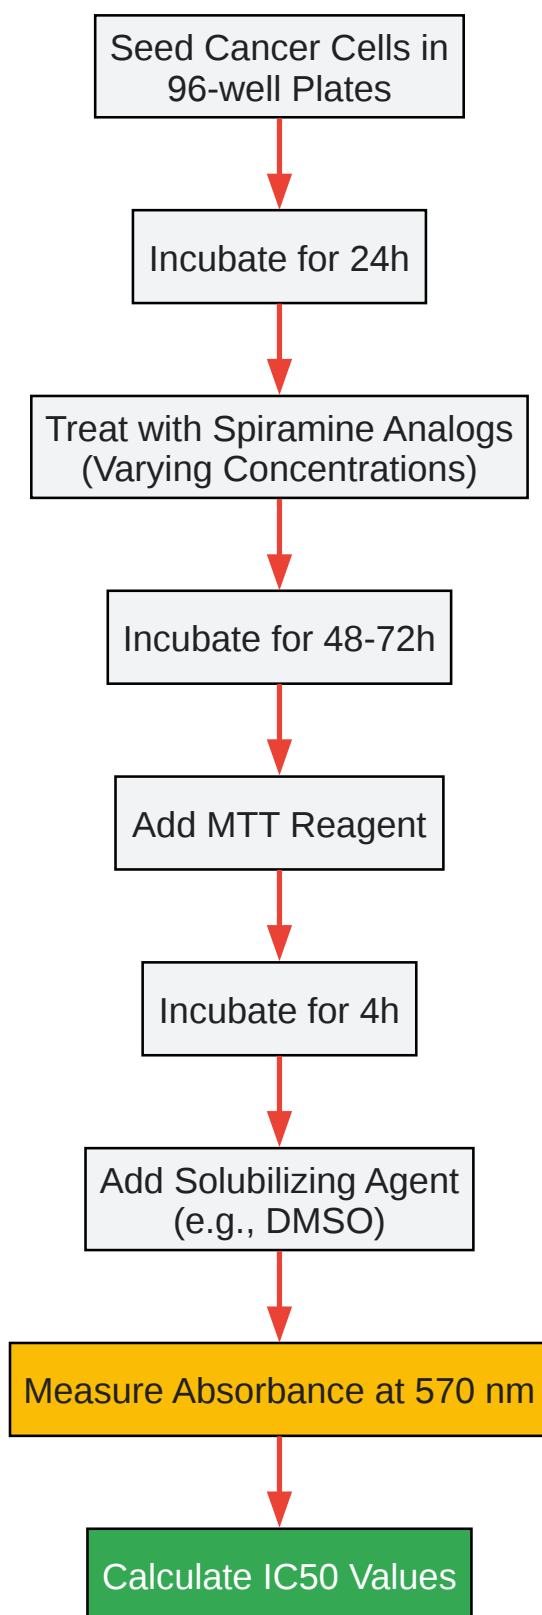 Seed Cancer Cells in
96-well Plates
Incubate for 24h
Treat with Spiramine Analogs
(Varying Concentrations)
Incubate for 48-72h
Add MTT Reagent
Incubate for 4h
Add Solubilizing Agent
(e.g., DMSO)
Measure Absorbance at 570 nm
Calculate IC50 Values